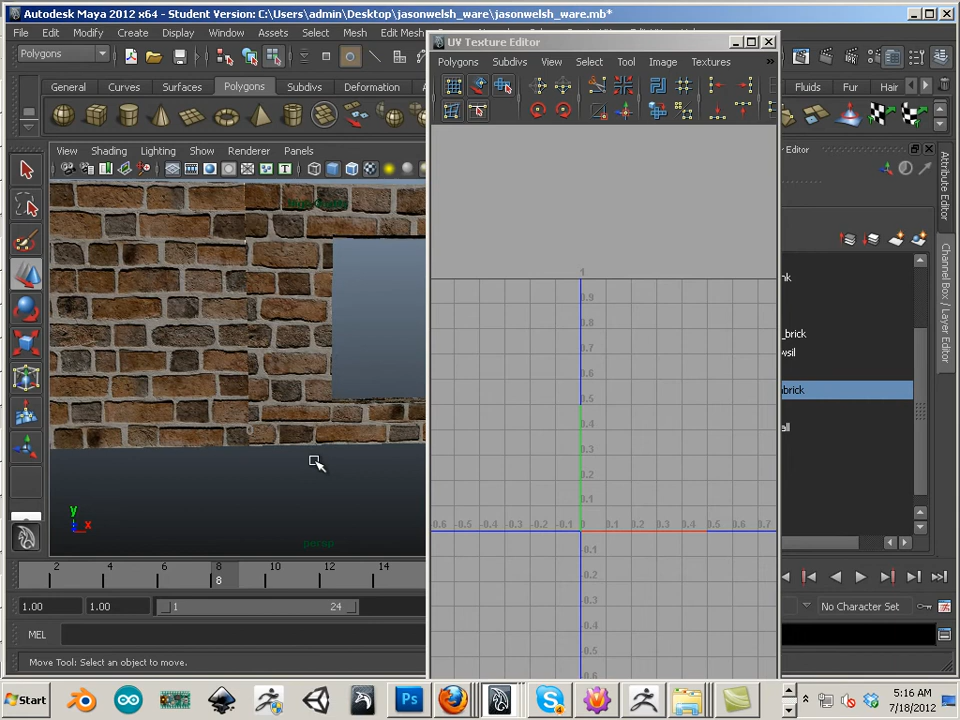 Autodesk Maya 2012 x64 - Student Version: C:\Users\admin\Desktop\jasonwelsh_ware\jasonwelsh_ware.mb*
File Edit Modify Create Display Window Assets Select Mesh Edit Mesh
UV Texture Editor
Polygons
Polygons Subdivs View Select Tool Image Textures »
General Curves Surfaces Polygons Subdivs Deformation
Fluids Fur Hair
View Shading Lighting Show Renderer Panels
Editor
Attribute Editor
Channel Box / Layer Editor
_brick
wsil
brick
all
1
0.9
0.8
0.7
0.6
0.5
0.4
0.3
0.2
0.1
0.6 -0.5 -0.4 -0.3 -0.2 -0.1 0 0.1 0.2 0.3 0.4 0.5 0.6 0.7
-0.1
-0.2
-0.3
-0.4
-0.5
-0.6
y
z x
persp
2 4 6 8 10 12 14
8
1.00 1.00 1 24
No Character Set
MEL
Move Tool: Select an object to move.
Start
Ps
5:16 AM
7/18/2012